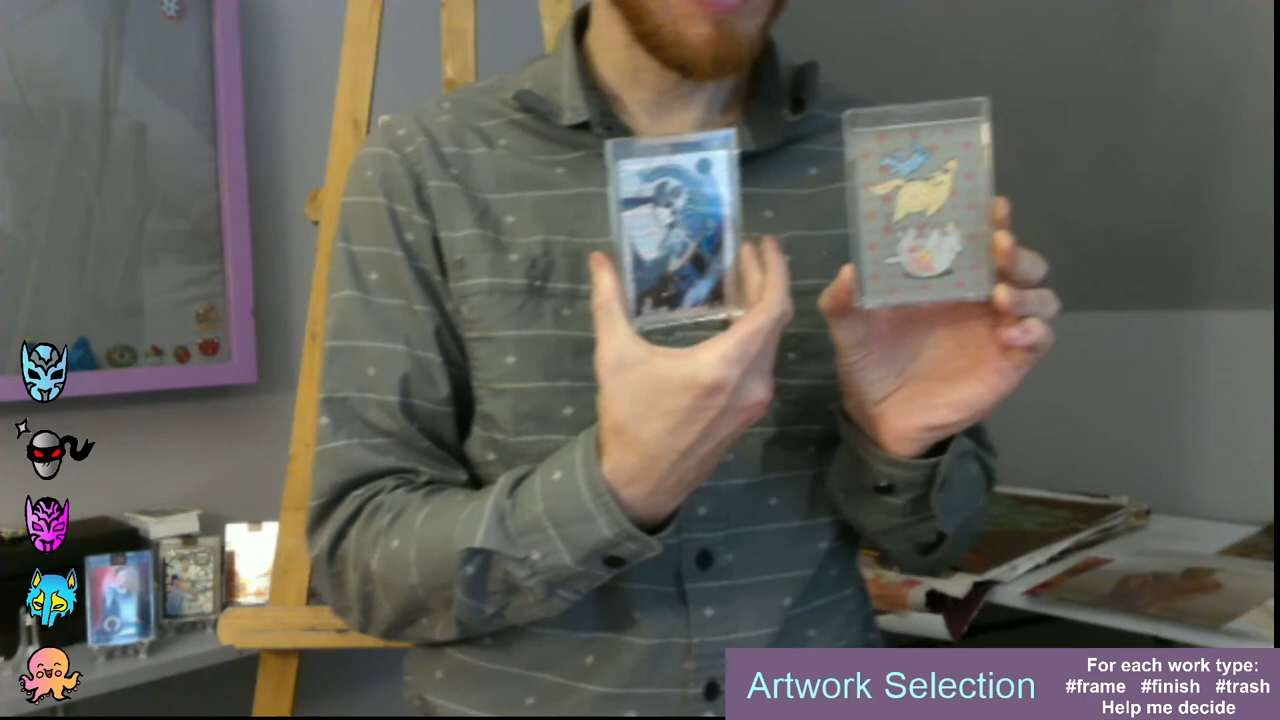 Artwork Selection
For each work type:
#frame #finish #trash
Help me decide